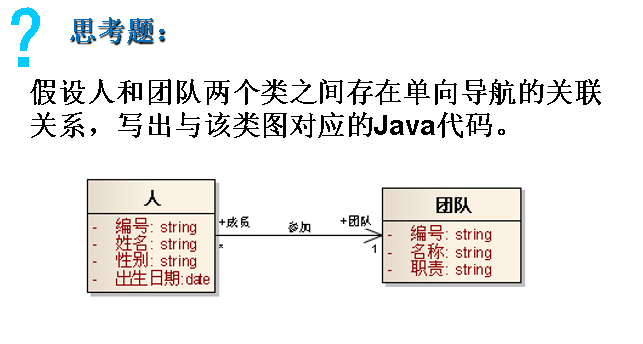 ?
思考题：
假设人和团队两个类之间存在单向导航的关联
关系，写出与该类图对应的Java代码。
人
- 编号: string
- 姓名: string
- 性别: string
- 出生日期:date
+成员
*
参加
+团队
1
团队
- 编号: string
- 名称: string
- 职责: string